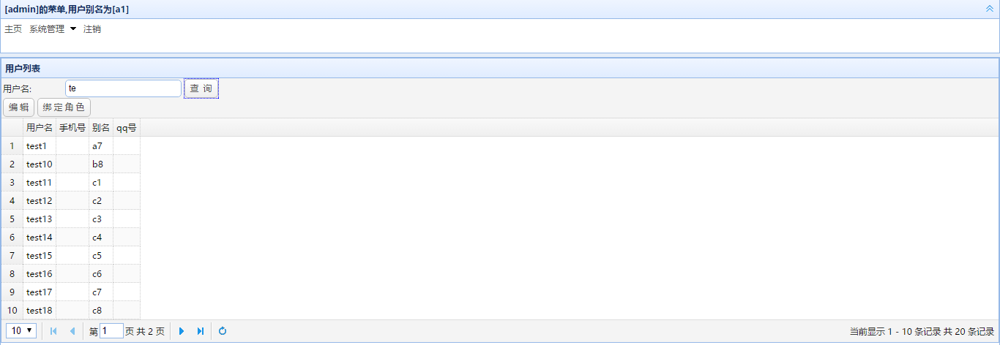 [admin]的荣单,用户别名为[a1]
主页 系统管理 注销
用户列表
用户名: te 查 询
编 辑 绑 定 角 色
用户名 手机号 别名 qq号
1 test1 a7
2 test10 b8
3 test11 c1
4 test12 c2
5 test13 c3
6 test14 c4
7 test15 c5
8 test16 c6
9 test17 c7
10 test18 c8
10 第 1 页 共 2 页 当前显示 1 - 10 条记录 共 20 条记录